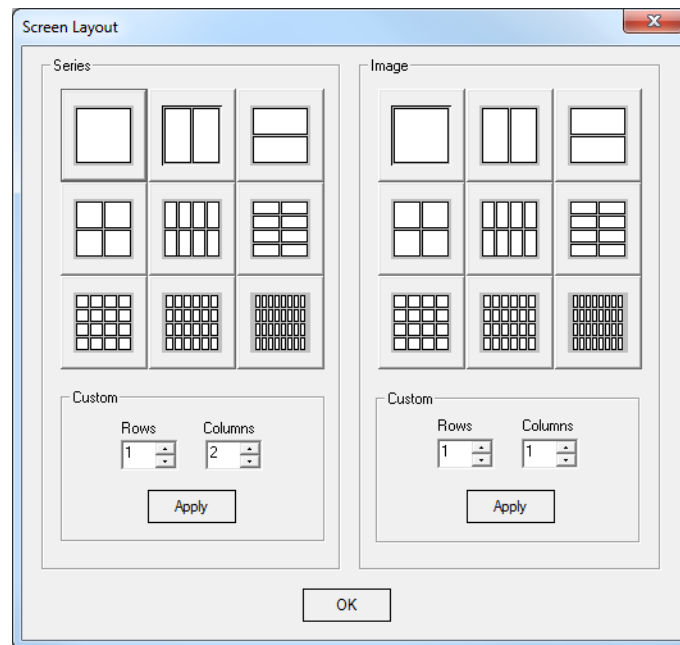 Screen Layout
Series
Custom
Rows Columns
1 2
Apply
Image
Custom
Rows Columns
1 1
Apply
OK